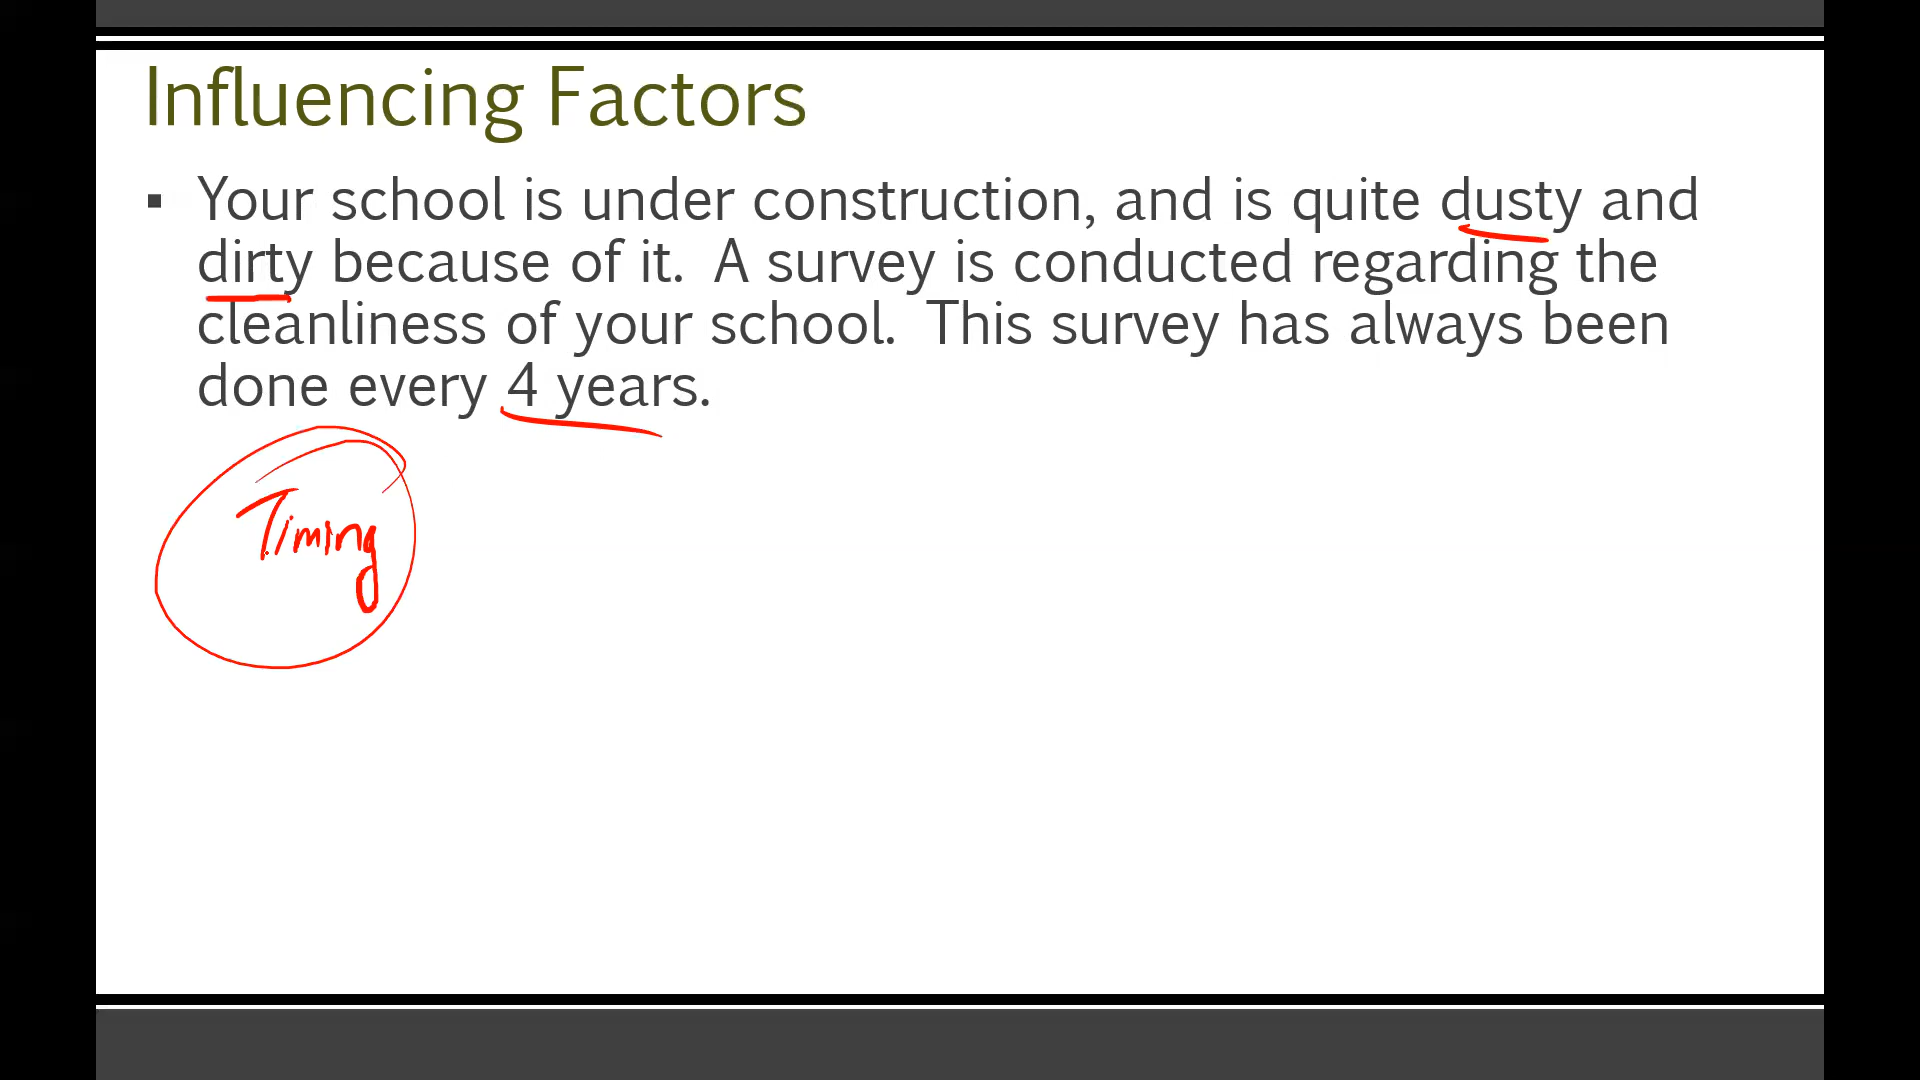 Influencing Factors
▪ Your school is under construction, and is quite dusty and
dirty because of it.  A survey is conducted regarding the
cleanliness of your school.  This survey has always been
done every 4 years.
Timing